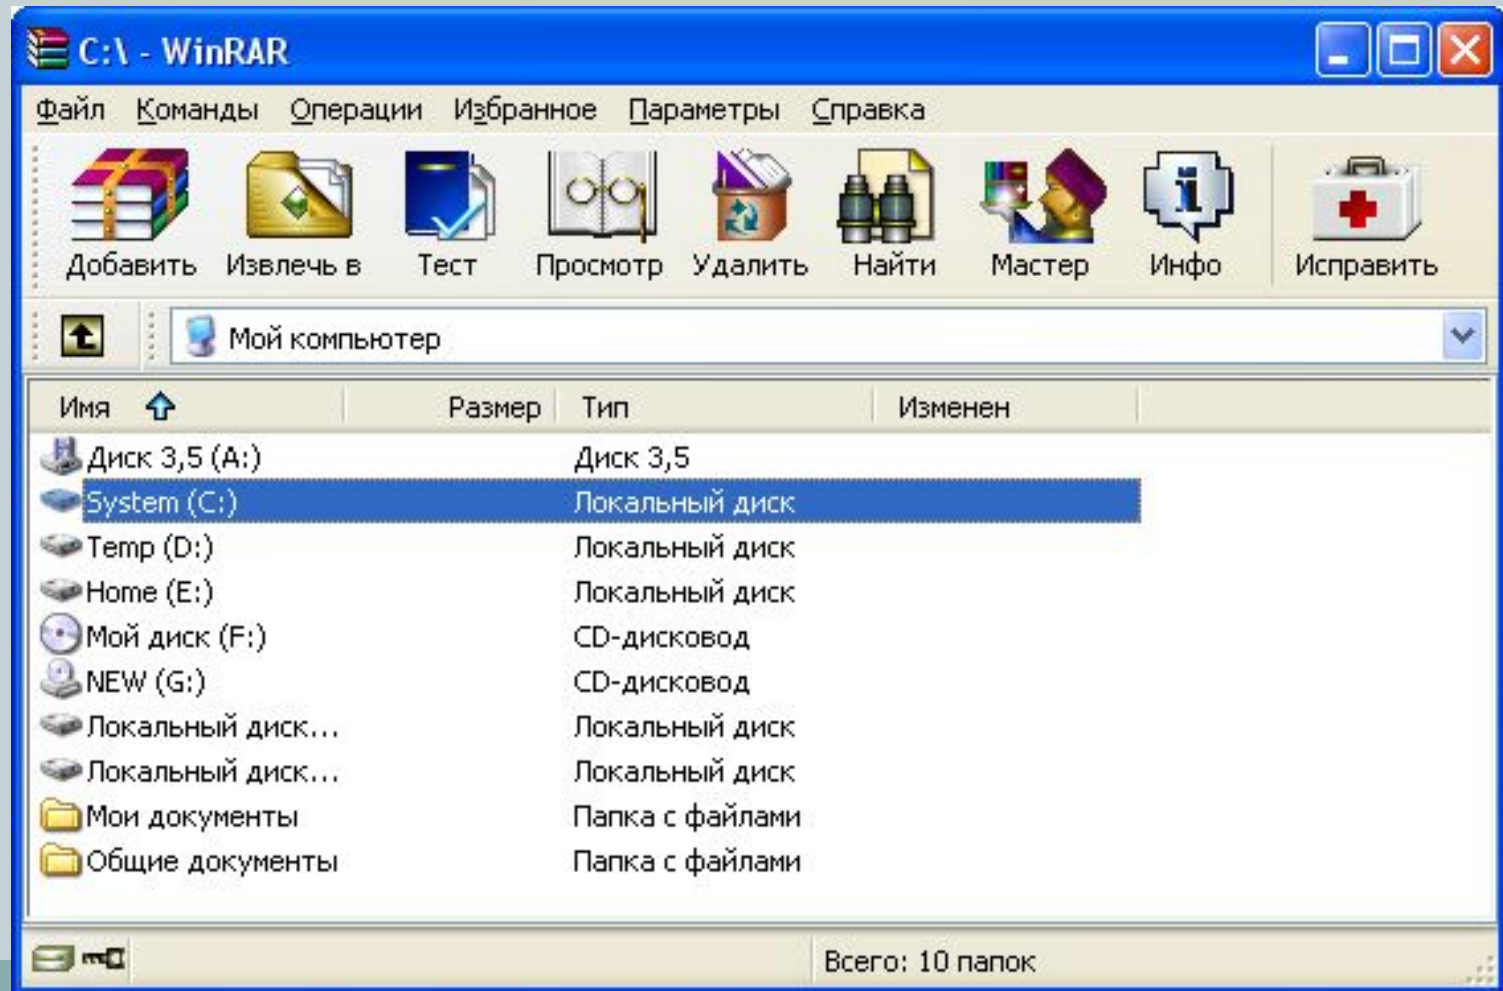 C:\ - WinRAR
Файл Команды Операции Избранное Параметры Справка
Добавить Извлечь в Тест Просмотр Удалить Найти Мастер Инфо Исправить
Мой компьютер
Имя Размер Тип Изменен
Диск 3,5 (A:) Диск 3,5
System (C:) Локальный диск
Temp (D:) Локальный диск
Home (E:) Локальный диск
Мой диск (F:) CD-дисковод
NEW (G:) CD-дисковод
Локальный диск... Локальный диск
Локальный диск... Локальный диск
Мои документы Папка с файлами
Общие документы Папка с файлами
Всего: 10 папок